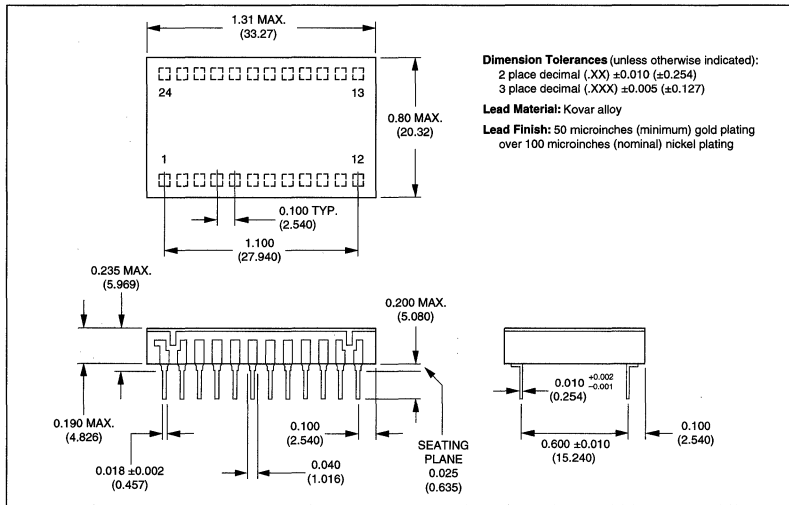 1.31 MAX.
(33.27)
Dimension Tolerances (unless otherwise indicated):
2 place decimal (.XX) ±0.010 (±0.254)
3 place decimal (.XXX) ±0.005 (±0.127)
Lead Material: Kovar alloy
Lead Finish: 50 microinches (minimum) gold plating
over 100 microinches (nominal) nickel plating
24
13
0.80 MAX.
(20.32)
1
12
0.100 TYP.
(2.540)
1.100
(27.940)
0.235 MAX.
(5.969)
0.200 MAX.
(5.080)
0.010 +0.002 −0.001
(0.254)
0.190 MAX.
(4.826)
0.100
(2.540)
SEATING
PLANE
0.025
(0.635)
0.600 ±0.010
(15.240)
0.100
(2.540)
0.018 ±0.002
(0.457)
0.040
(1.016)